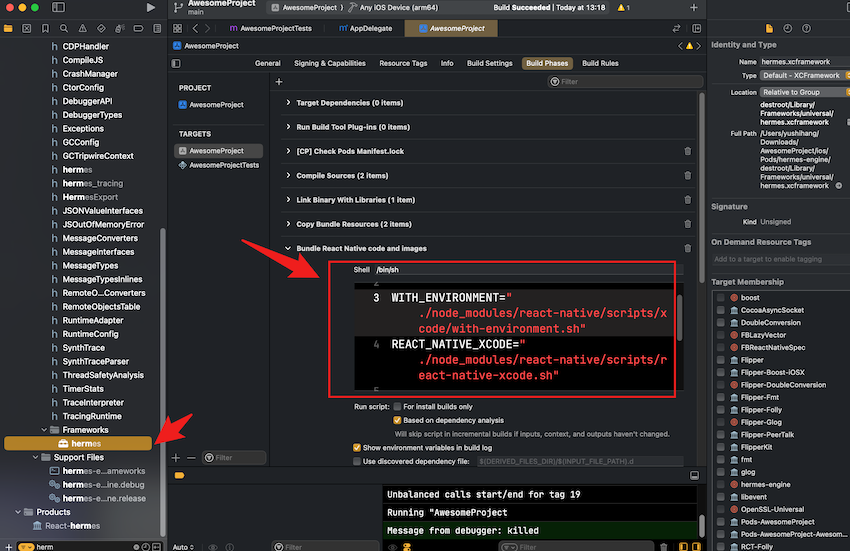 AwesomeProject
main
Any iOS Device (arm64)
Build Succeeded | Today at 13:18
1
AwesomeProjectTests
AppDelegate
AwesomeProject
AwesomeProject
CDPHandler
CompileJS
CrashManager
CtorConfig
DebuggerAPI
DebuggerTypes
Exceptions
GCConfig
GCTripwireContext
hermes
hermes_tracing
HermesExport
JSONValueInterfaces
JSOutOfMemoryError
MessageConverters
MessageInterfaces
MessageTypes
MessageTypesInlines
RemoteO...Converters
RemoteObjectsTable
RuntimeAdapter
RuntimeConfig
SynthTrace
SynthTraceParser
ThreadSafetyAnalysis
TimerStats
TraceInterpreter
TracingRuntime
Frameworks
hermes
Support Files
hermes-e...ameworks
hermes-e...ne.debug
hermes-e...ne.release
Products
React-hermes
herm
General
Signing & Capabilities
Resource Tags
Info
Build Settings
Build Phases
Build Rules
PROJECT
AwesomeProject
TARGETS
AwesomeProject
AwesomeProjectTests
Filter
Filter
Target Dependencies (0 items)
Run Build Tool Plug-ins (0 items)
[CP] Check Pods Manifest.lock
Compile Sources (2 items)
Link Binary With Libraries (1 item)
Copy Bundle Resources (2 items)
Bundle React Native code and images
Shell /bin/sh
3 WITH_ENVIRONMENT="
./node_modules/react-native/scripts/x
code/with-environment.sh"
4 REACT_NATIVE_XCODE="
./node_modules/react-native/scripts/r
eact-native-xcode.sh"
Run script: For install builds only
Based on dependency analysis
Will skip script in incremental builds if inputs, context, and outputs haven't changed.
Show environment variables in build log
Use discovered dependency file: $(DERIVED_FILES_DIR)/$(INPUT_FILE_PATH).d
Unbalanced calls start/end for tag 19
Running "AwesomeProject
Message from debugger: killed
Auto
Filter
Filter
Identity and Type
Name hermes.xcframework
Type Default - XCFramework
Location Relative to Group
destroot/Library/
Frameworks/universal/
hermes.xcframework
Full Path /Users/yushihang/
Downloads/
AwesomeProject/ios/
Pods/hermes-engine/
destroot/Library/
Frameworks/universal/
hermes.xcframework
Signature
Kind Unsigned
On Demand Resource Tags
Add to a target to enable tagging
Target Membership
boost
CocoaAsyncSocket
DoubleConversion
FBLazyVector
FBReactNativeSpec
Flipper
Flipper-Boost-iOSX
Flipper-DoubleConversion
Flipper-Fmt
Flipper-Folly
Flipper-Glog
Flipper-PeerTalk
FlipperKit
fmt
glog
hermes-engine
libevent
OpenSSL-Universal
Pods-AwesomeProject
Pods-AwesomeProject-Awesom...
RCT-Folly